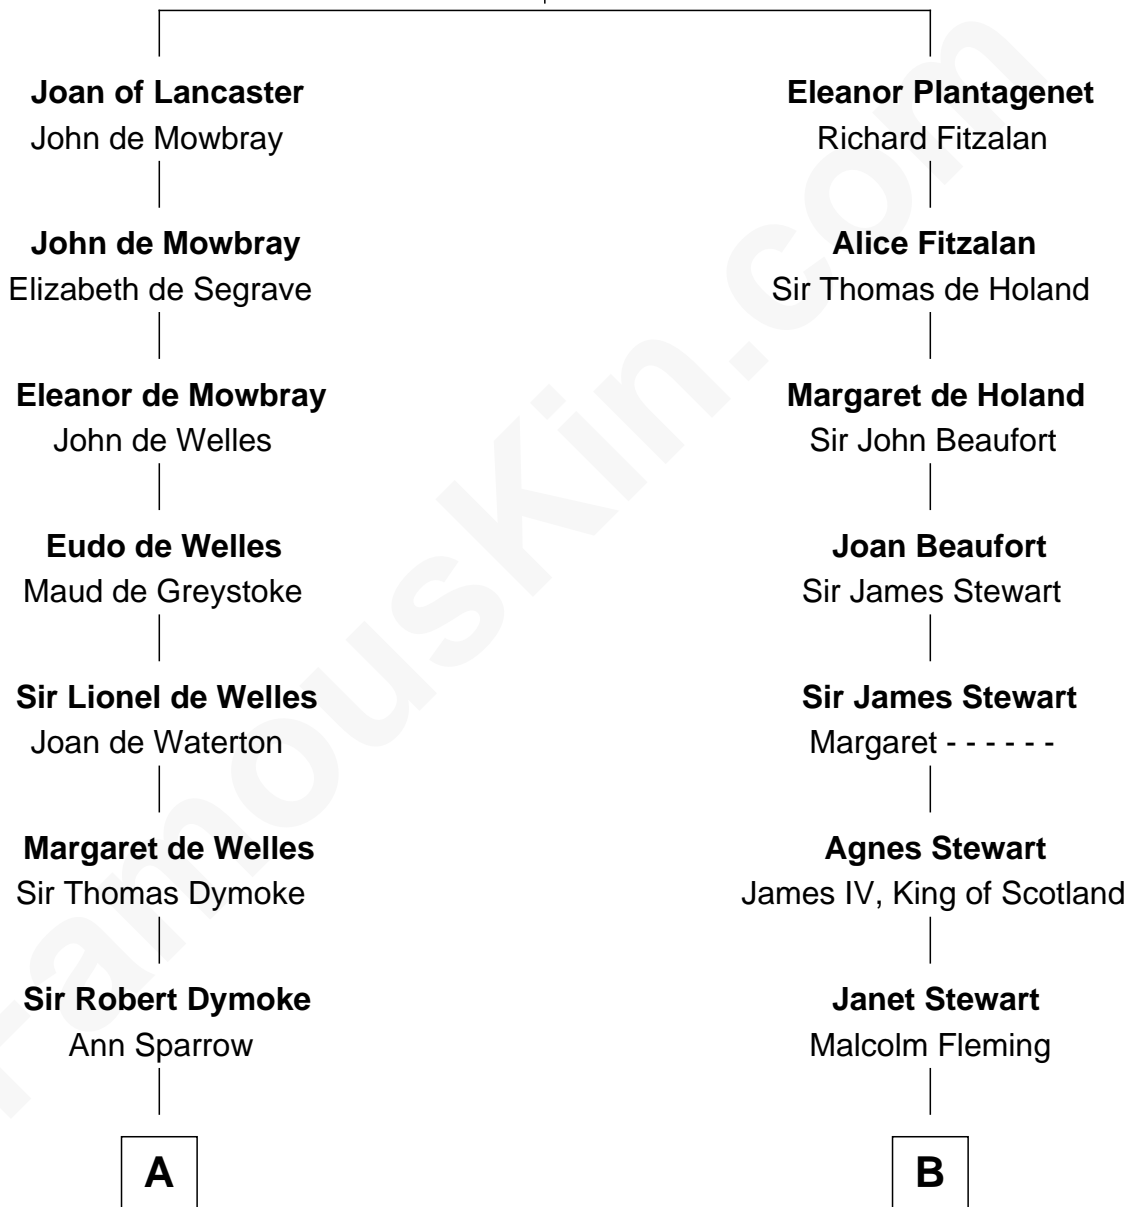 Joan of Lancaster
John de Mowbray
John de Mowbray
Elizabeth de Segrave
Eleanor de Mowbray
John de Welles
Eudo de Welles
Maud de Greystoke
Sir Lionel de Welles
Joan de Waterton
Margaret de Welles
Sir Thomas Dymoke
Sir Robert Dymoke
Ann Sparrow
A
Eleanor Plantagenet
Richard Fitzalan
Alice Fitzalan
Sir Thomas de Holand
Margaret de Holand
Sir John Beaufort
Joan Beaufort
Sir James Stewart
Sir James Stewart
Margaret - - - - - -
Agnes Stewart
James IV, King of Scotland
Janet Stewart
Malcolm Fleming
B
FamousKin.com